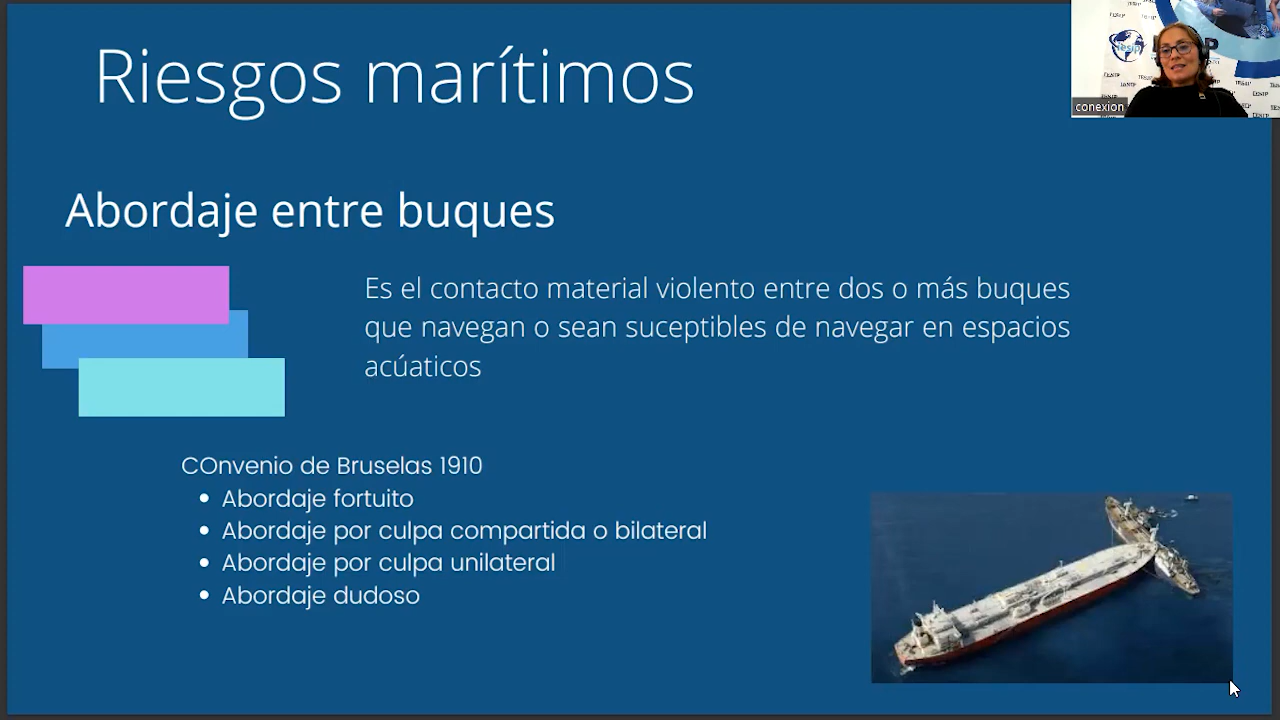 Riesgos marítimos
Abordaje entre buques
Es el contacto material violento entre dos o más buques
que navegan o sean suceptibles de navegar en espacios
acúaticos
COnvenio de Bruselas 1910
• Abordaje fortuito
• Abordaje por culpa compartida o bilateral
• Abordaje por culpa unilateral
• Abordaje dudoso
conexion